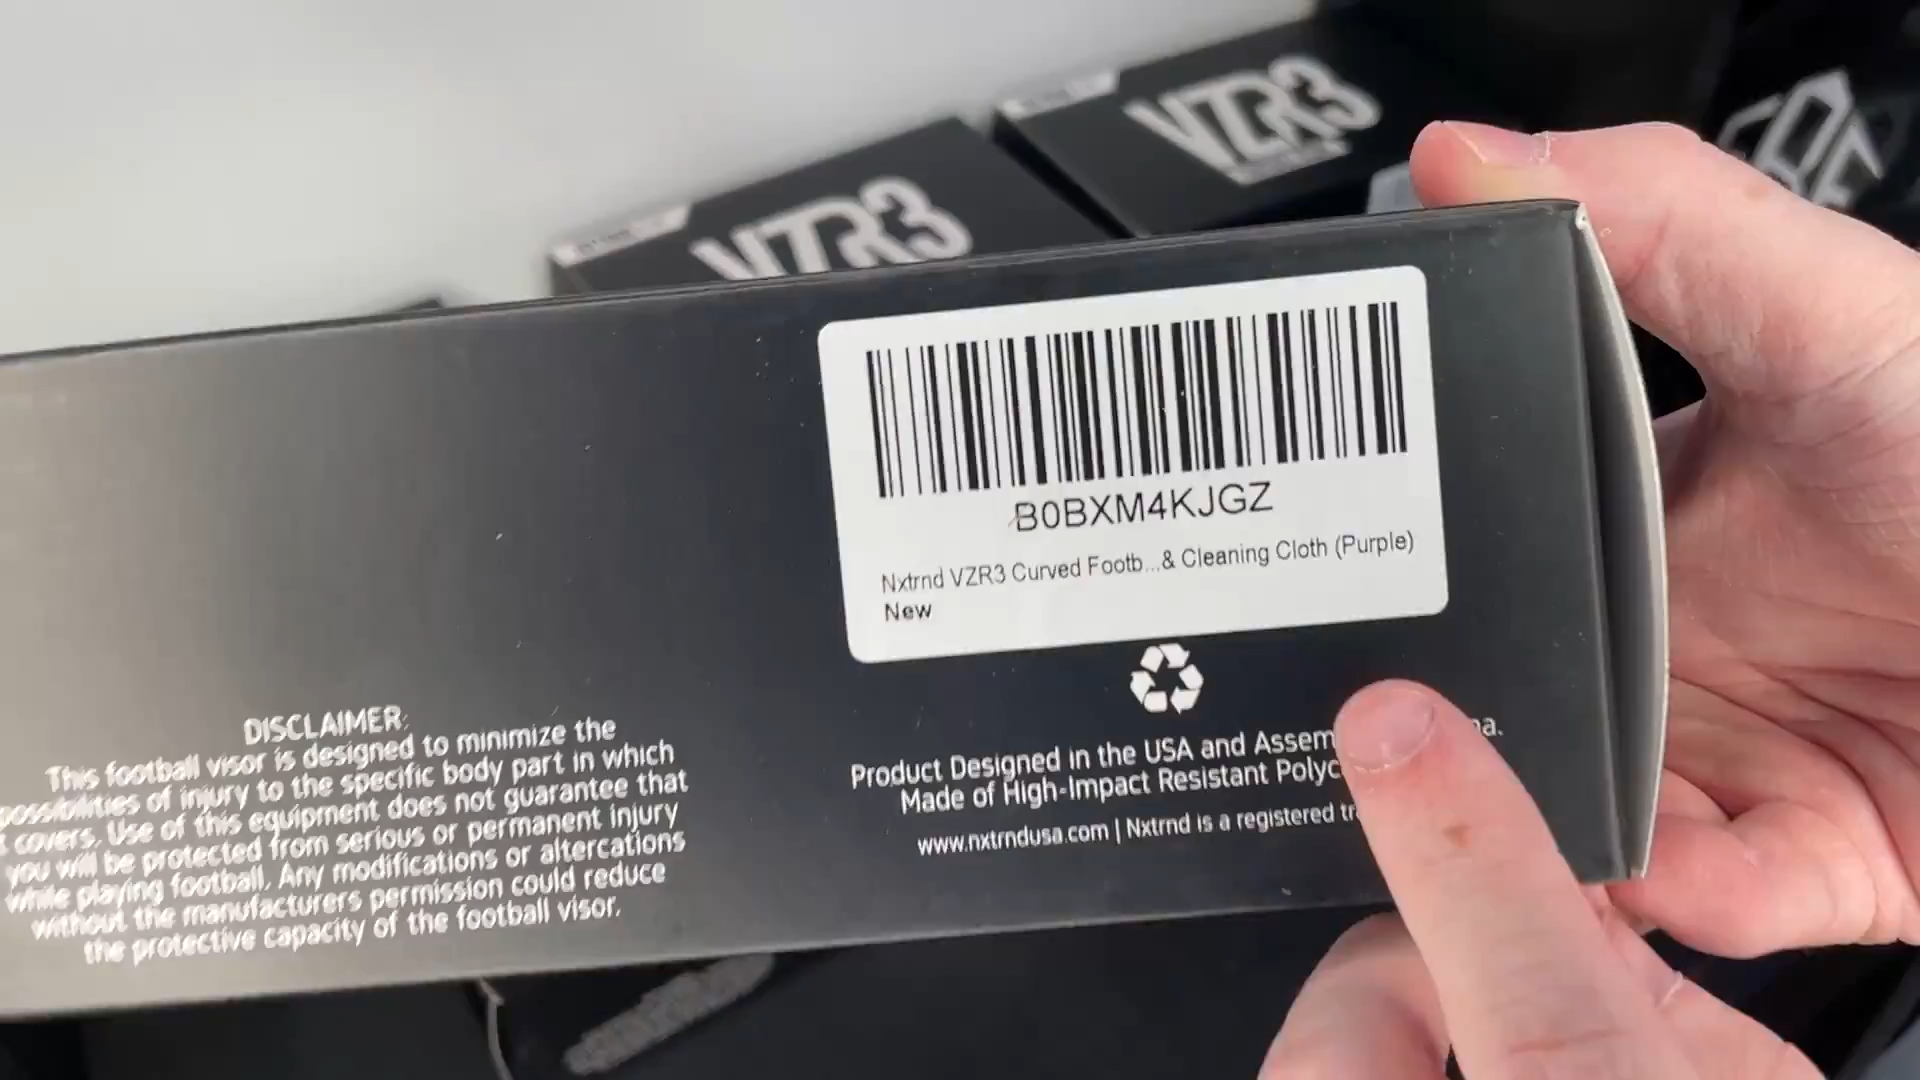 VZR3
VZR3
B0BXM4KJGZ
Nxtrnd VZR3 Curved Footb...& Cleaning Cloth (Purple)
New
DISCLAIMER:
This football visor is designed to minimize the
possibilities of injury to the specific body part in which
covers. Use of this equipment does not guarantee that
you will be protected from serious or permanent injury
while playing football. Any modifications or altercations
without the manufacturers permission could reduce
the protective capacity of the football visor.
Product Designed in the USA and Assem
Made of High-Impact Resistant Polyc
www.nxtrndusa.com | Nxtrnd is a registered tr